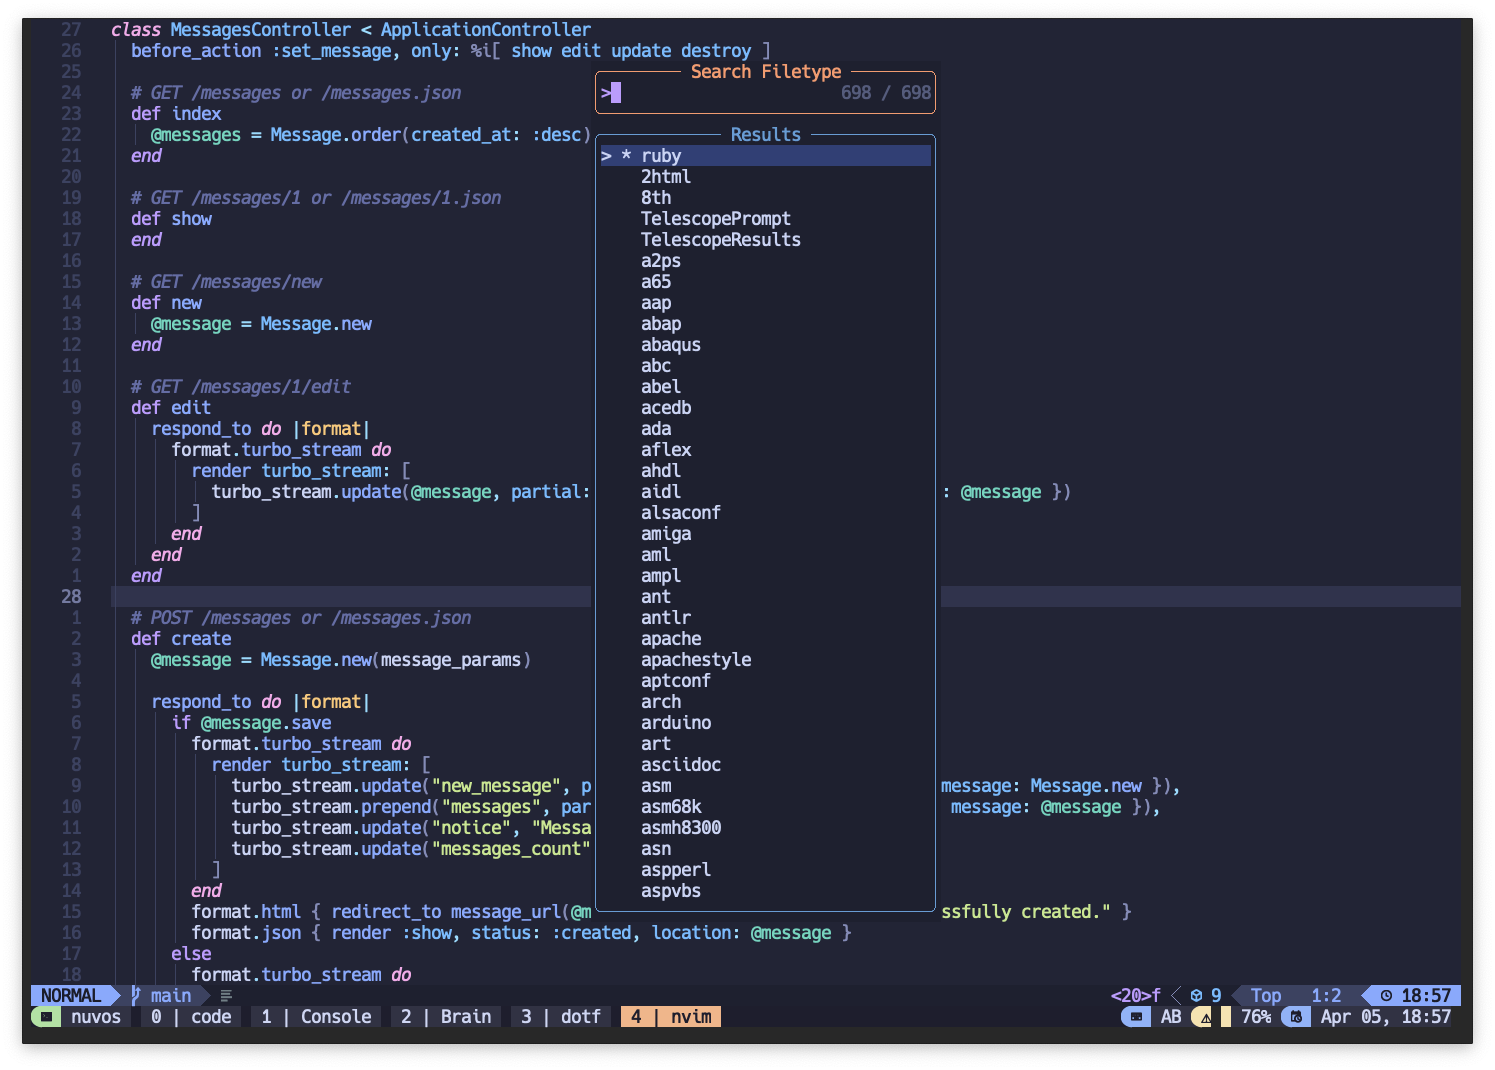 27 class MessagesController < ApplicationController
26 before_action :set_message, only: %i[ show edit update destroy ]
25
24 # GET /messages or /messages.json
23 def index
22 @messages = Message.order(created_at: :desc)
21 end
20
19 # GET /messages/1 or /messages/1.json
18 def show
17 end
16
15 # GET /messages/new
14 def new
13 @message = Message.new
12 end
11
10 # GET /messages/1/edit
9 def edit
8 respond_to do |format|
7 format.turbo_stream do
6 render turbo_stream: [
5 turbo_stream.update(@message, partial: : @message })
4 ]
3 end
2 end
1 end
28
1 # POST /messages or /messages.json
2 def create
3 @message = Message.new(message_params)
4
5 respond_to do |format|
6 if @message.save
7 format.turbo_stream do
8 render turbo_stream: [
9 turbo_stream.update("new_message", p message: Message.new }),
10 turbo_stream.prepend("messages", par message: @message }),
11 turbo_stream.update("notice", "Messa
12 turbo_stream.update("messages_count"
13 ]
14 end
15 format.html { redirect_to message_url(@m ssfully created." }
16 format.json { render :show, status: :created, location: @message }
17 else
18 format.turbo_stream do
Search Filetype
> 698 / 698
Results
> * ruby
2html
8th
TelescopePrompt
TelescopeResults
a2ps
a65
aap
abap
abaqus
abc
abel
acedb
ada
aflex
ahdl
aidl
alsaconf
amiga
aml
ampl
ant
antlr
apache
apachestyle
aptconf
arch
arduino
art
asciidoc
asm
asm68k
asmh8300
asn
aspperl
aspvbs
NORMAL main <20>f 9 Top 1:2 18:57
nuvos 0 | code 1 | Console 2 | Brain 3 | dotf 4 | nvim AB 76% Apr 05, 18:57